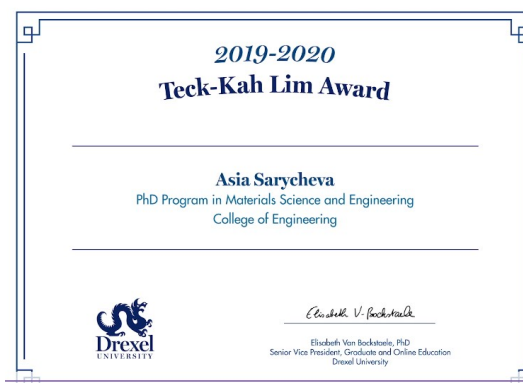 2019-2020
Teck-Kah Lim Award
Asia Sarycheva
PhD Program in Materials Science and Engineering
College of Engineering
Drexel
UNIVERSITY
Elisabeth V-Bockstaele
Elisabeth Van Bockstaele, PhD
Senior Vice President, Graduate and Online Education
Drexel University